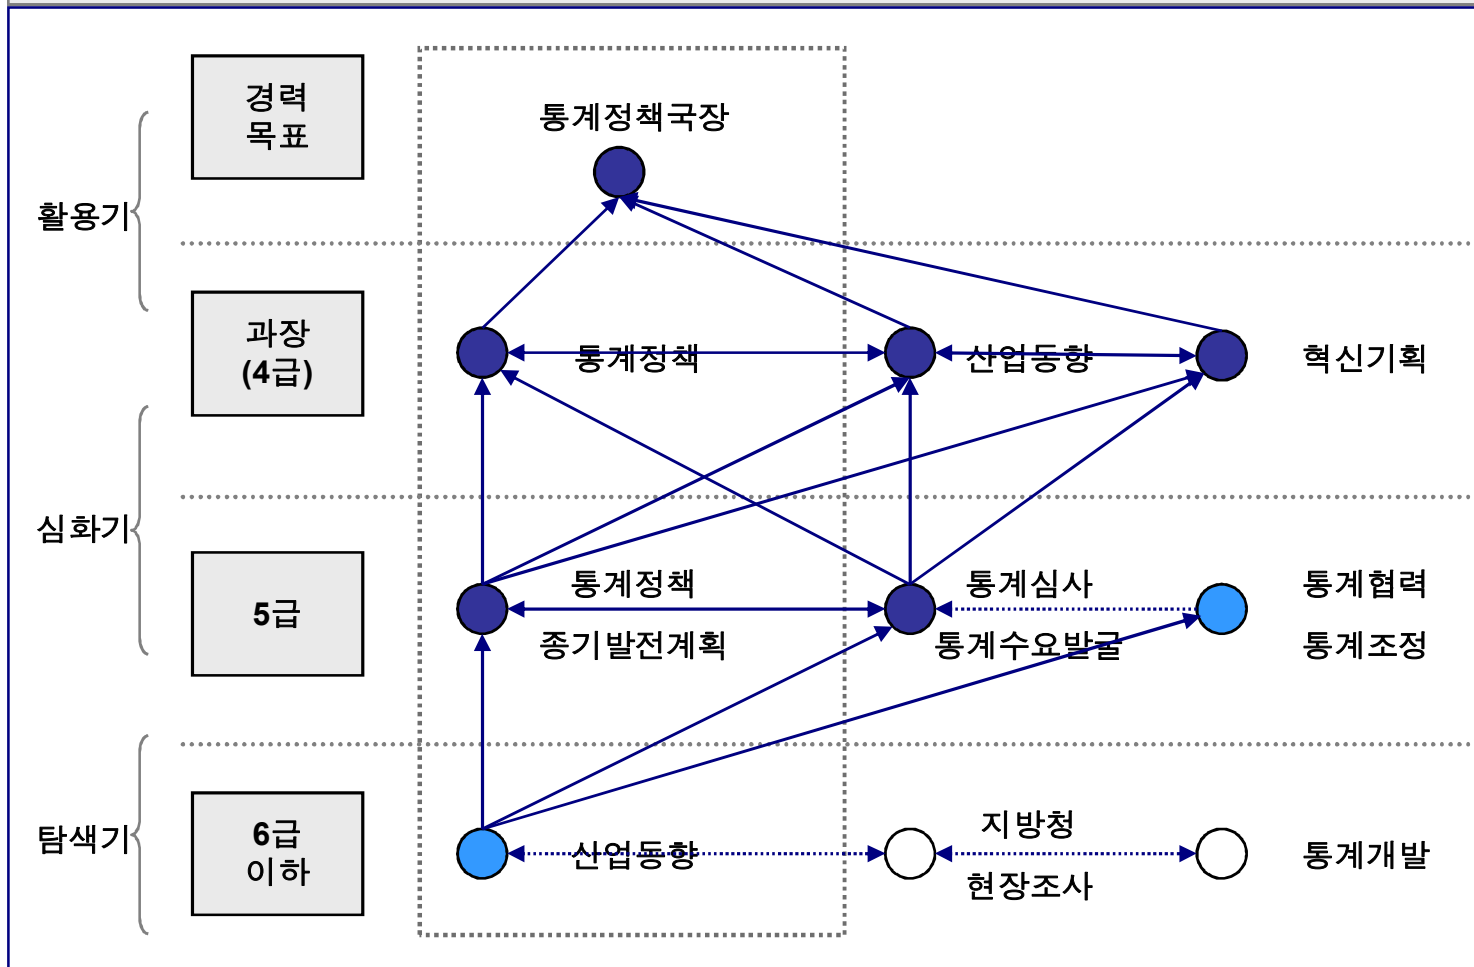 경력
목표
통계정책국장
활용기
과장
(4급)
통계정책
산업동향
혁신기획
심화기
5급
통계정책
종기발전계획
통계심사
통계수요발굴
통계협력
통계조정
탐색기
6급
이하
산업동향
지방청
현장조사
통계개발